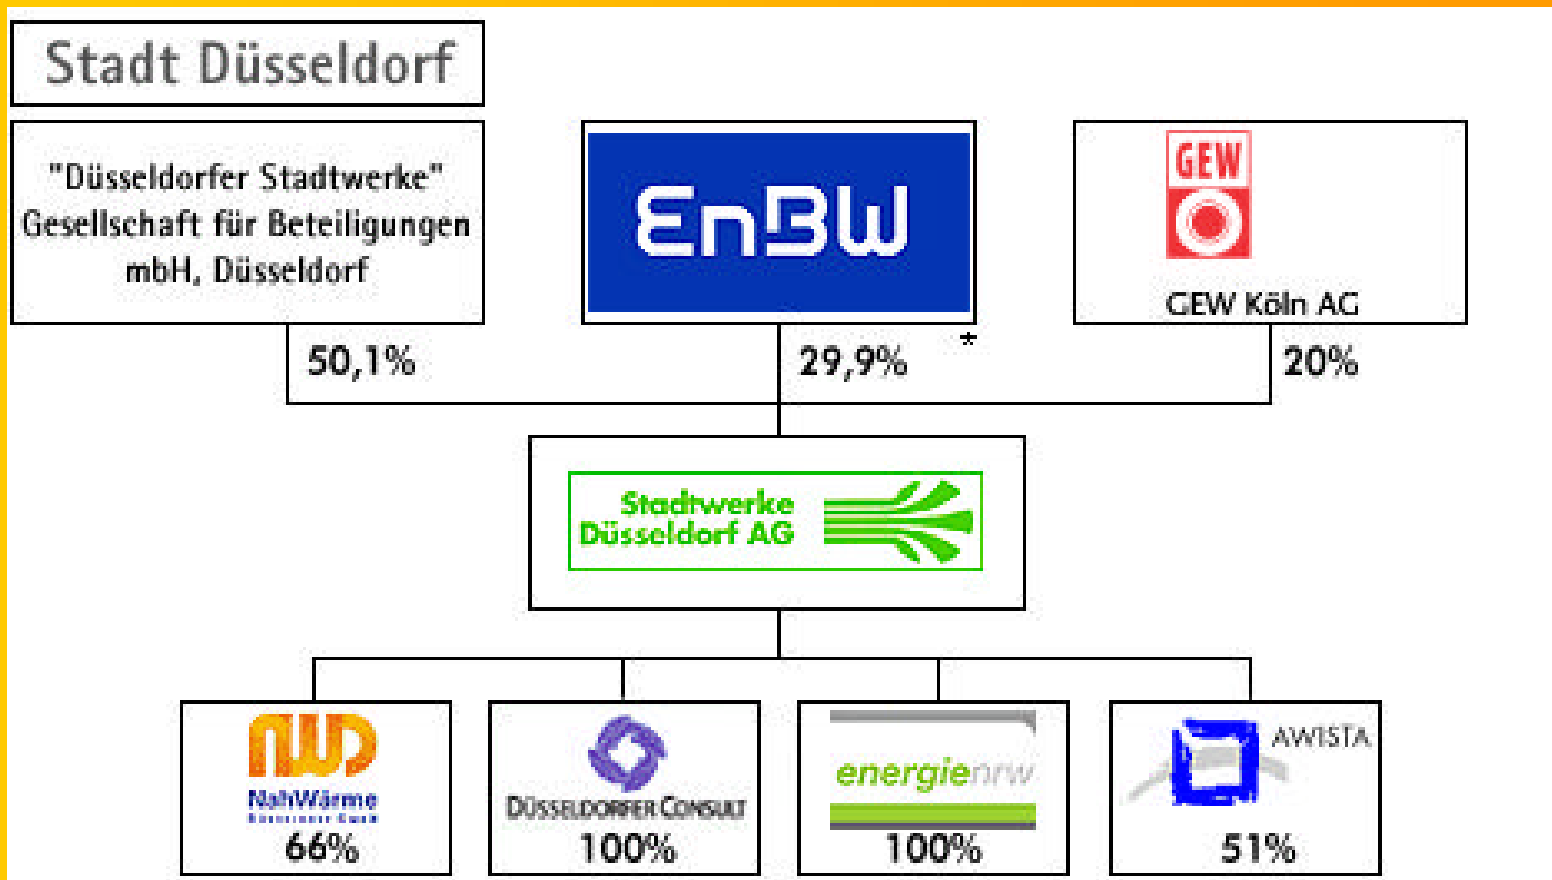 Stadt Düsseldorf
"Düsseldorfer Stadtwerke"
Gesellschaft für Beteiligungen
mbH, Düsseldorf
EnBW
GEW
GEW Köln AG
*
50,1%
29,9%
20%
Stadtwerke
Düsseldorf AG
NWD
NahWärme
66%
DÜSSELDORFER CONSULT
100%
energienrw
100%
AWISTA
51%